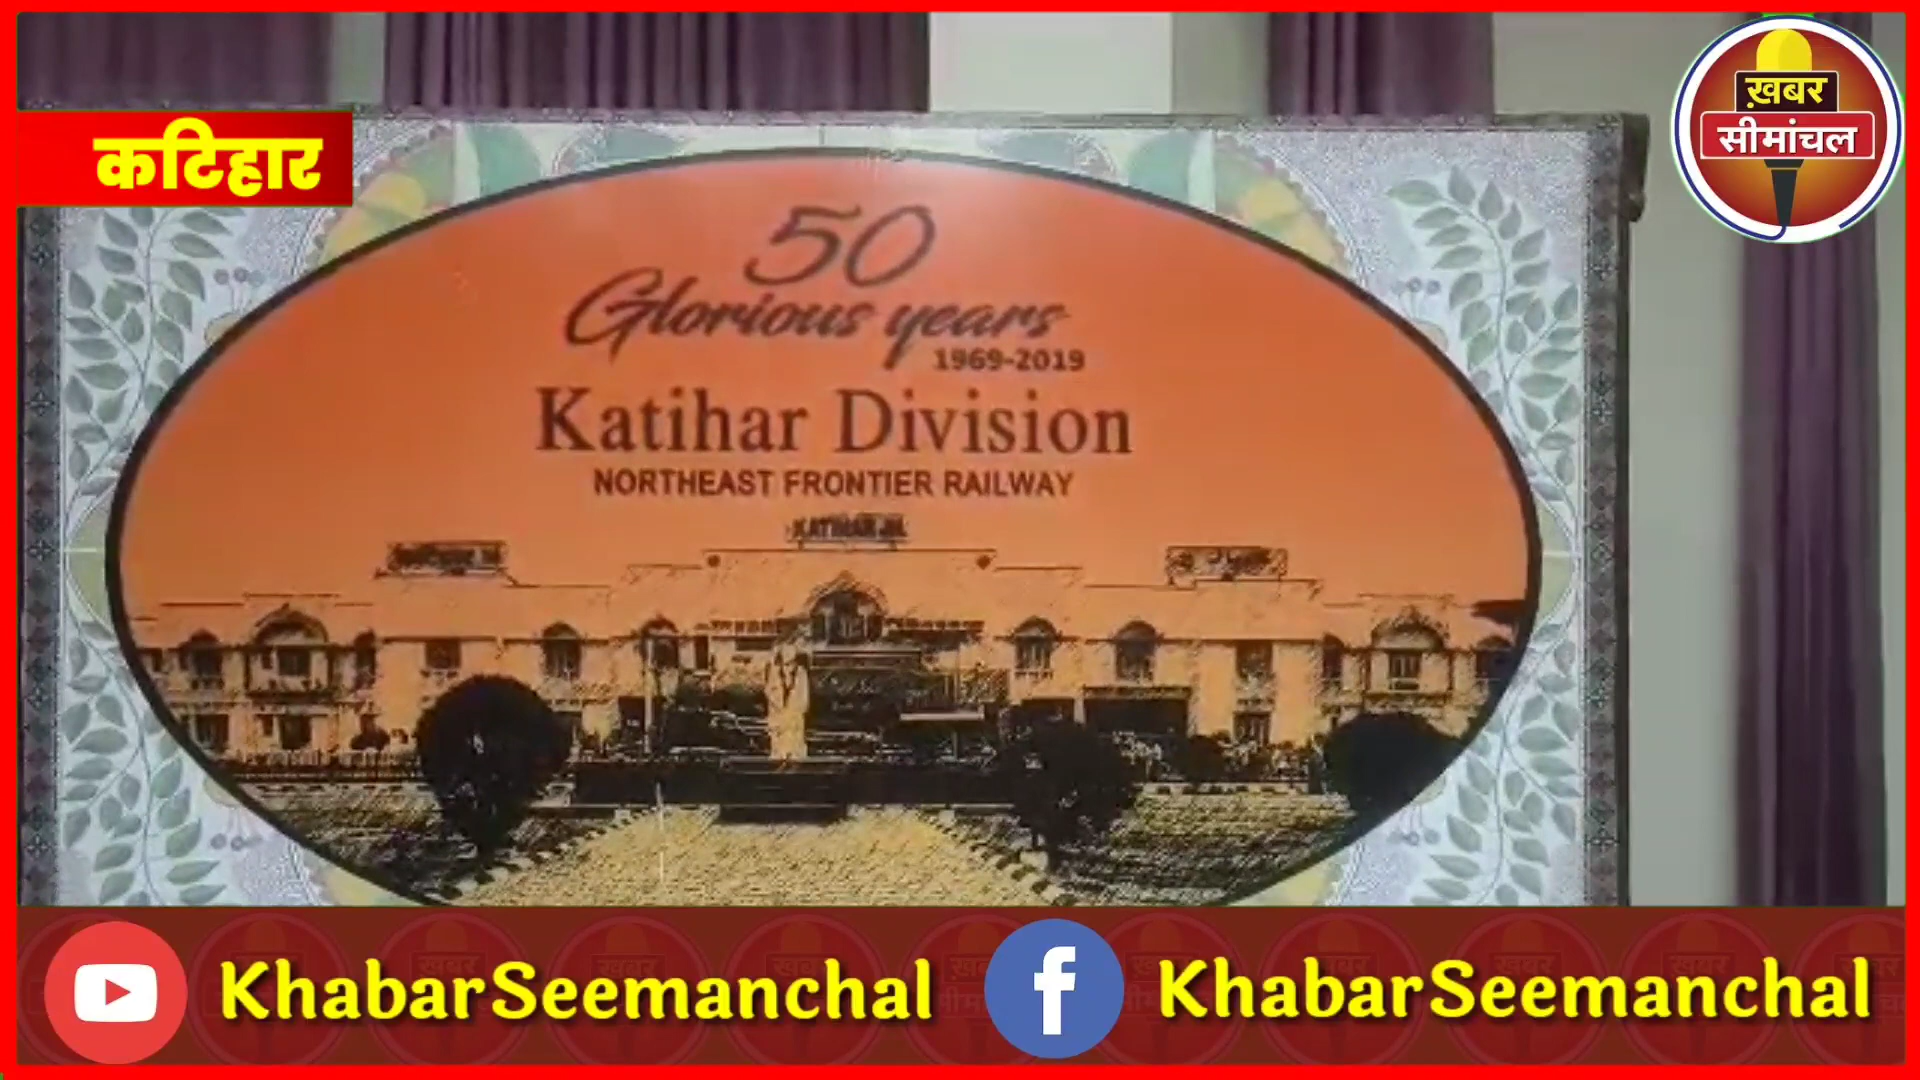 कटिहार
ख़बर
सीमांचल
50
Glorious years
1969-2019
Katihar Division
NORTHEAST FRONTIER RAILWAY
KATIHAR JN.
KhabarSeemanchal
KhabarSeemanchal